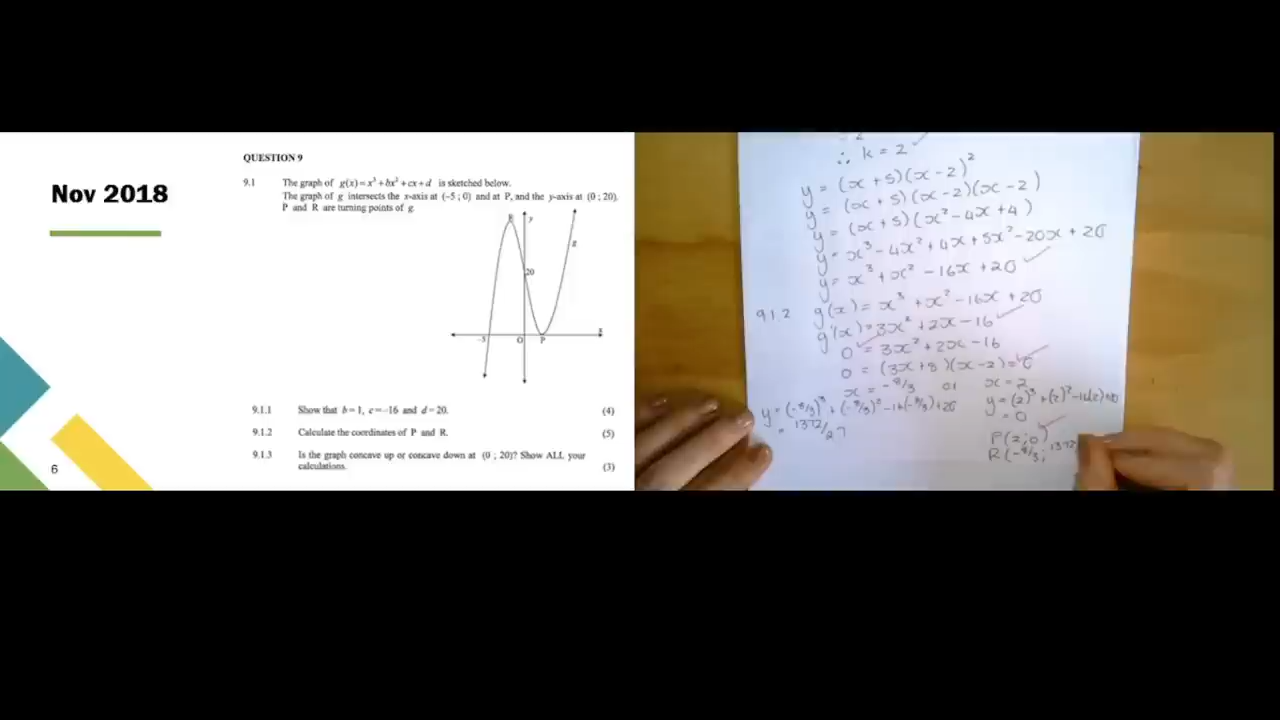 Nov 2018
6
QUESTION 9
9.1 The graph of g(x) = x³ + bx² + cx + d is sketched below.
The graph of g intersects the x-axis at (–5 ; 0) and at P, and the y-axis at (0 ; 20).
P and R are turning points of g.
R y
g
20
x
–5 O P
9.1.1 Show that b = 1, c = –16 and d = 20. (4)
9.1.2 Calculate the coordinates of P and R. (5)
9.1.3 Is the graph concave up or concave down at (0 ; 20)? Show ALL your
calculations. (3)
∴ k = 2 ✓
y = (x + 5)(x – 2)²
y = (x + 5)(x – 2)(x – 2)
y = (x + 5)(x² – 4x + 4)
y = x³ – 4x² + 4x + 5x² – 20x + 20
y = x³ + x² – 16x + 20 ✓
9.1.2 g(x) = x³ + x² – 16x + 20
g'(x) = 3x² + 2x – 16 ✓
0 ✓ = 3x² + 2x – 16
0 = (3x + 8)(x – 2) = 0 ✓
x = –8/3 or x = 2
y = (–8/3)³ + (–8/3)² – 16(–8/3) + 20
= 1372/27
y = (2)³ + (2)² – 16(2) + 20
= 0
P(2; 0) ✓
R(–8/3; 1372